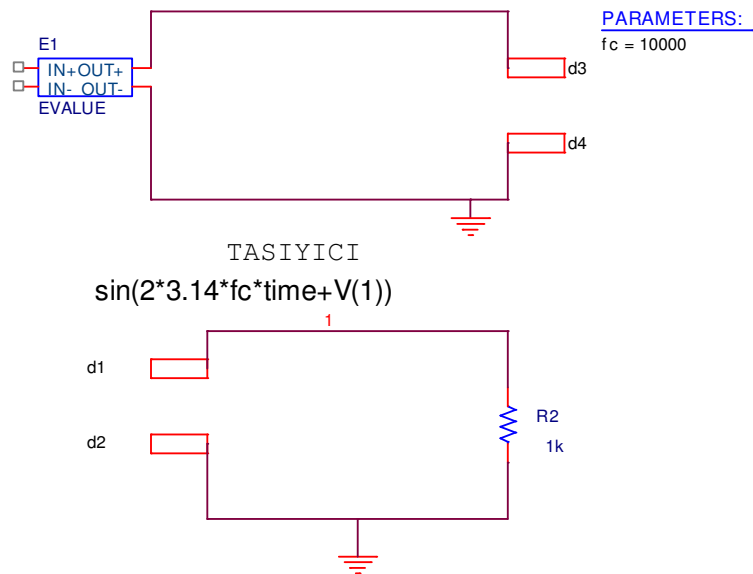 PARAMETERS:
fc = 10000
E1
IN+ OUT+
IN- OUT-
EVALUE
d3
d4
TASIYICI
sin(2*3.14*fc*time+V(1))
1
d1
d2
R2
1k